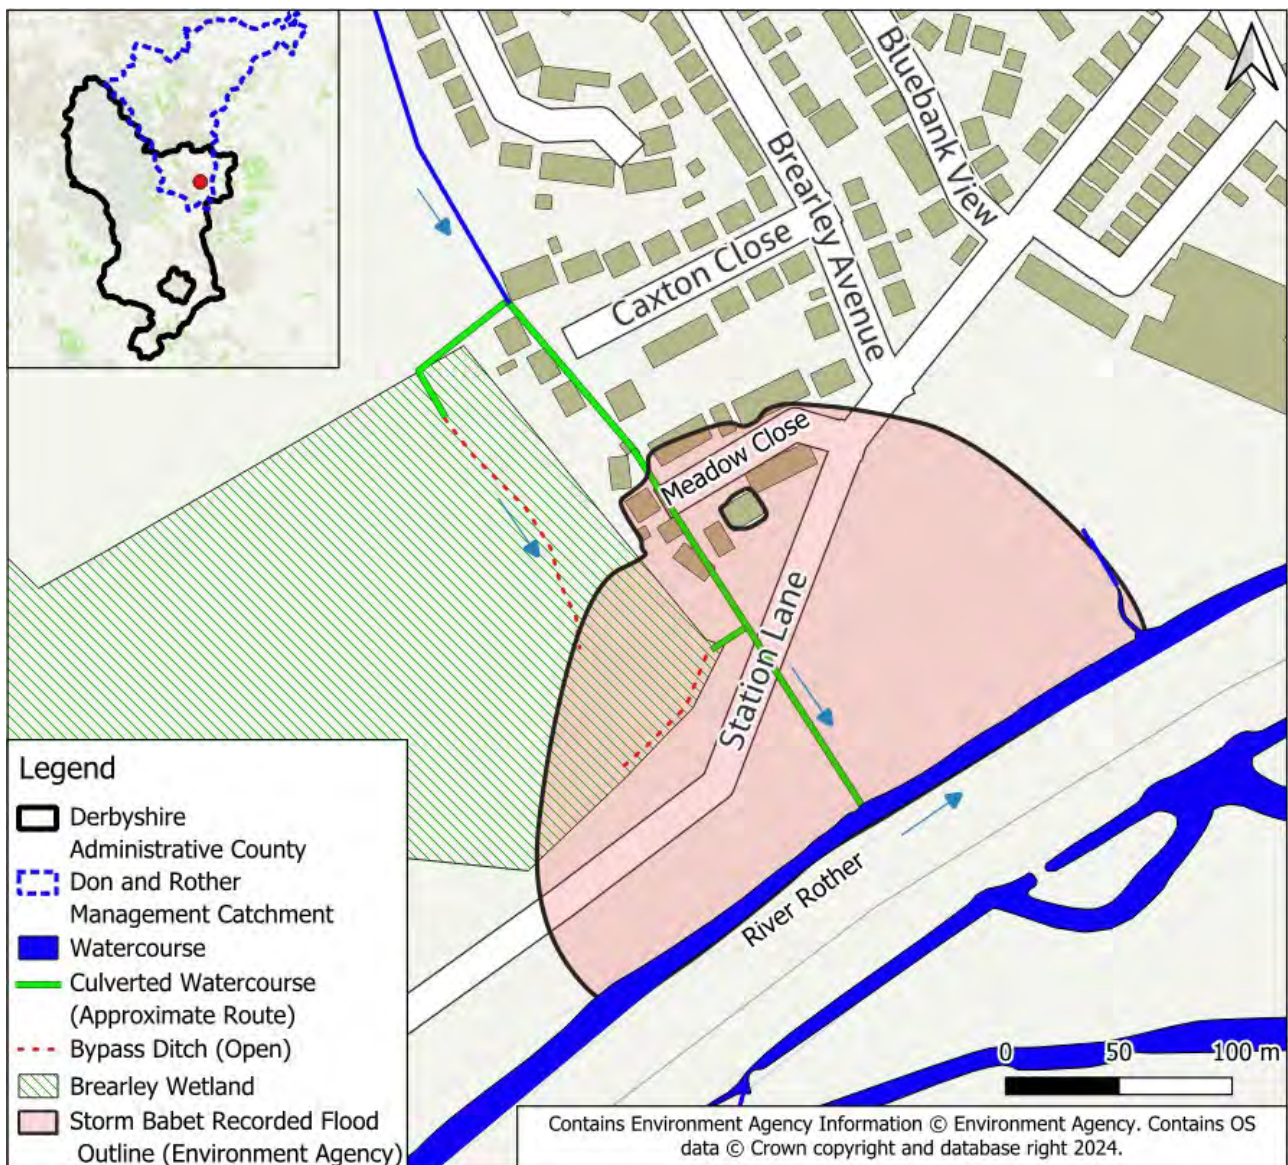 Bluebank View
Brearley Avenue
Caxton Close
Meadow Close
Station Lane
River Rother
Legend
Derbyshire
Administrative County
Don and Rother
Management Catchment
Watercourse
Culverted Watercourse
(Approximate Route)
Bypass Ditch (Open)
Brearley Wetland
Storm Babet Recorded Flood
Outline (Environment Agency)
0 50 100 m
Contains Environment Agency Information © Environment Agency. Contains OS
data © Crown copyright and database right 2024.